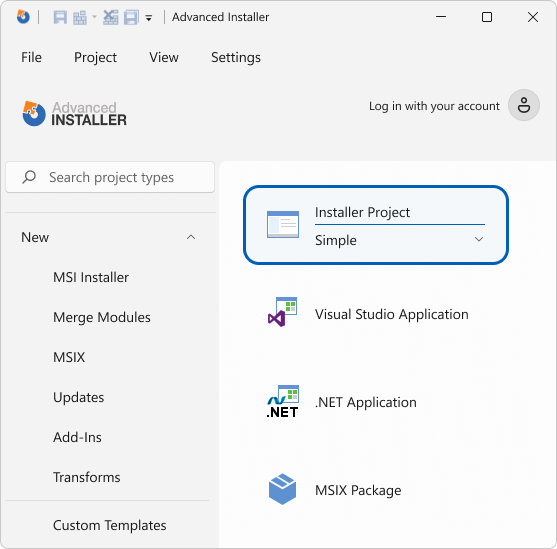 Advanced Installer
File Project View Settings
Advanced
INSTALLER
Log in with your account
Search project types
New
MSI Installer
Merge Modules
MSIX
Updates
Add-Ins
Transforms
Custom Templates
Installer Project
Simple
Visual Studio Application
.NET
.NET Application
MSIX Package